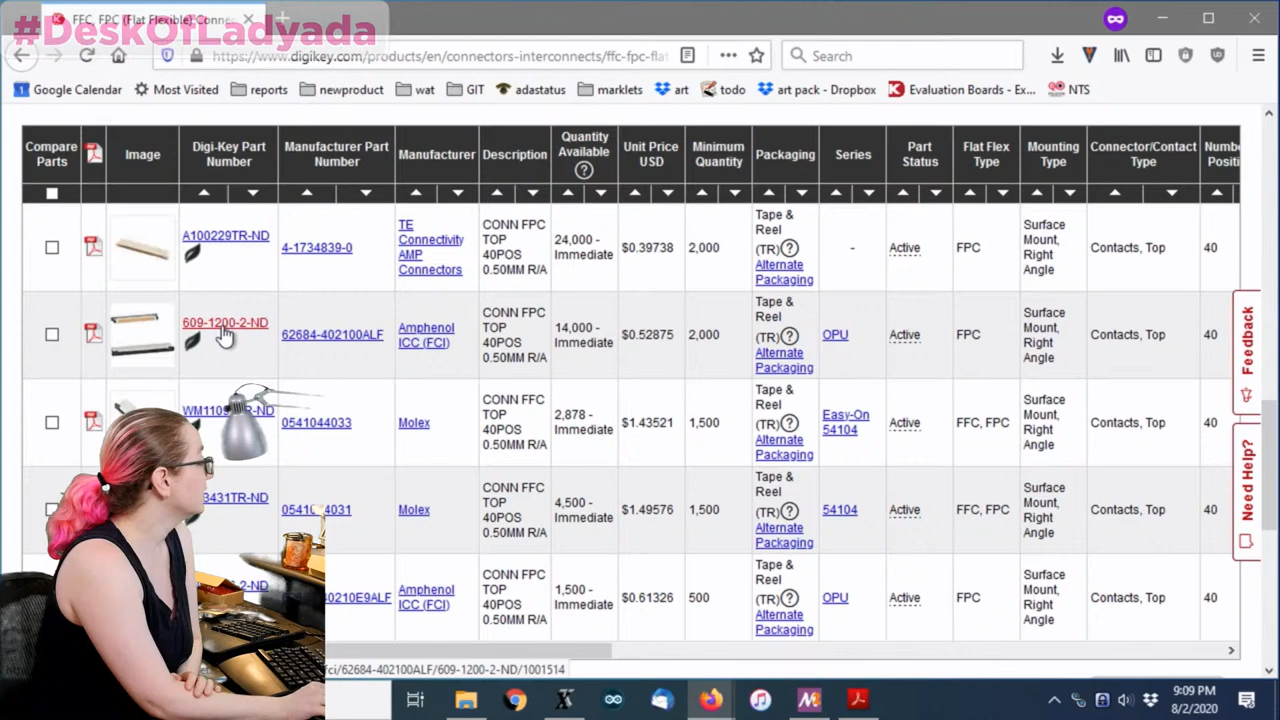 #DeskOfLadyada
FFC, FPC (Flat Flexible) Conne
https://www.digikey.com/products/en/connectors-interconnects/ffc-fpc-flat
Search
Google Calendar Most Visited reports newproduct wat GIT adastatus marklets art todo art pack - Dropbox Evaluation Boards - Ex... NTS
Compare Parts Image Digi-Key Part Number Manufacturer Part Number Manufacturer Description Quantity Available ? Unit Price USD Minimum Quantity Packaging Series Part Status Flat Flex Type Mounting Type Connector/Contact Type
A100229TR-ND 4-1734839-0 TE Connectivity AMP Connectors CONN FPC TOP 40POS 0.50MM R/A 24,000 - Immediate $0.39738 2,000 Tape & Reel (TR) ? Alternate Packaging - Active FPC Surface Mount, Right Angle Contacts, Top 40
609-1200-2-ND 62684-402100ALF Amphenol ICC (FCI) CONN FPC TOP 40POS 0.50MM R/A 14,000 - Immediate $0.52875 2,000 Tape & Reel (TR) ? Alternate Packaging OPU Active FPC Surface Mount, Right Angle Contacts, Top 40
0541044033 Molex CONN FFC TOP 40POS 0.50MM R/A 2,878 - Immediate $1.43521 1,500 Tape & Reel (TR) ? Alternate Packaging Easy-On 54104 Active FFC, FPC Surface Mount, Right Angle Contacts, Top 40
3431TR-ND Molex CONN FFC TOP 40POS 0.50MM R/A 4,500 - Immediate $1.49576 1,500 Tape & Reel (TR) ? Alternate Packaging 54104 Active FFC, FPC Surface Mount, Right Angle Contacts, Top 40
40210E9ALF Amphenol ICC (FCI) CONN FPC TOP 40POS 0.50MM R/A 1,500 - Immediate $0.61326 500 Tape & Reel (TR) ? Alternate Packaging OPU Active FPC Surface Mount, Right Angle Contacts, Top 40
Feedback
Need Help?
fci/62684-402100ALF/609-1200-2-ND/1001514
9:09 PM
8/2/2020